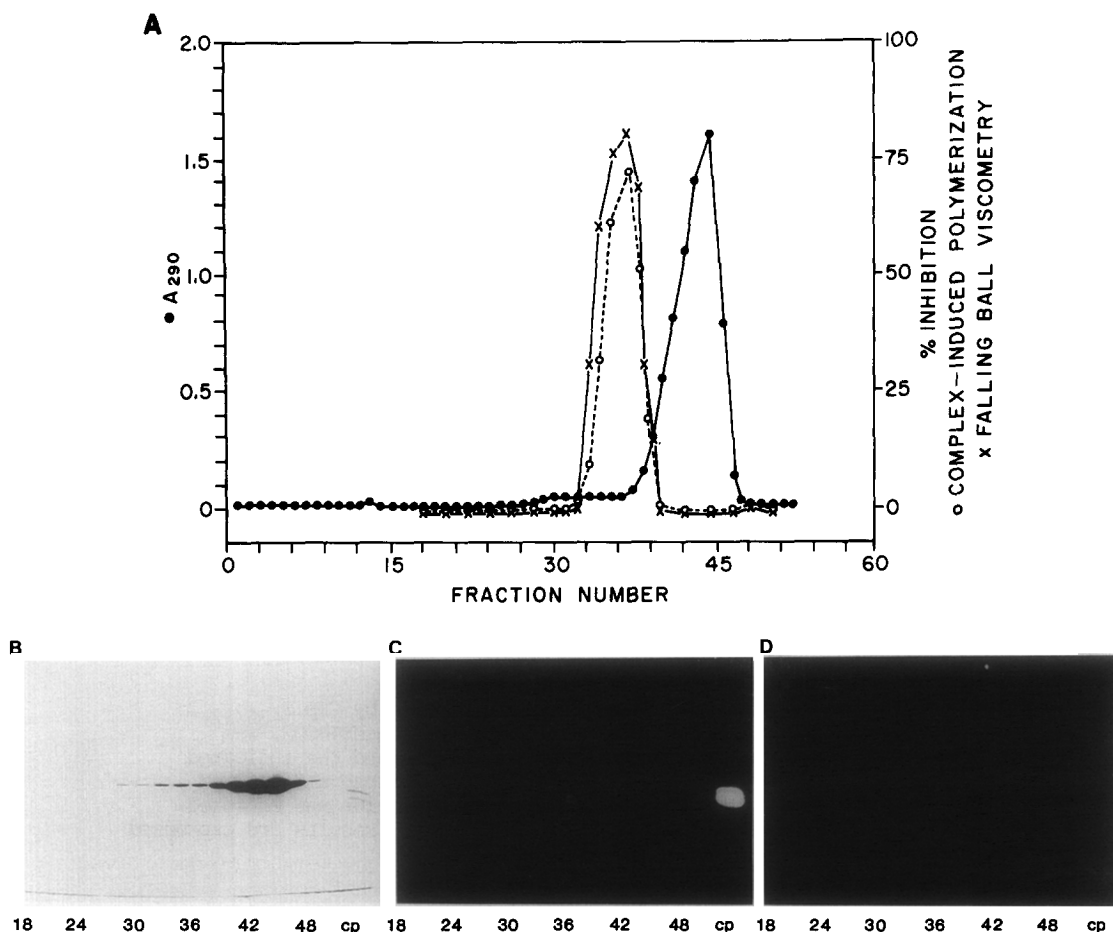 A
2.0
1.5
1.0
0.5
0
● A290
100
75
50
25
0
% INHIBITION
o COMPLEX-INDUCED POLYMERIZATION
x FALLING BALL VISCOMETRY
0 15 30 45 60
FRACTION NUMBER
B C D
18 24 30 36 42 48 cp
18 24 30 36 42 48 cp
18 24 30 36 42 48 cp